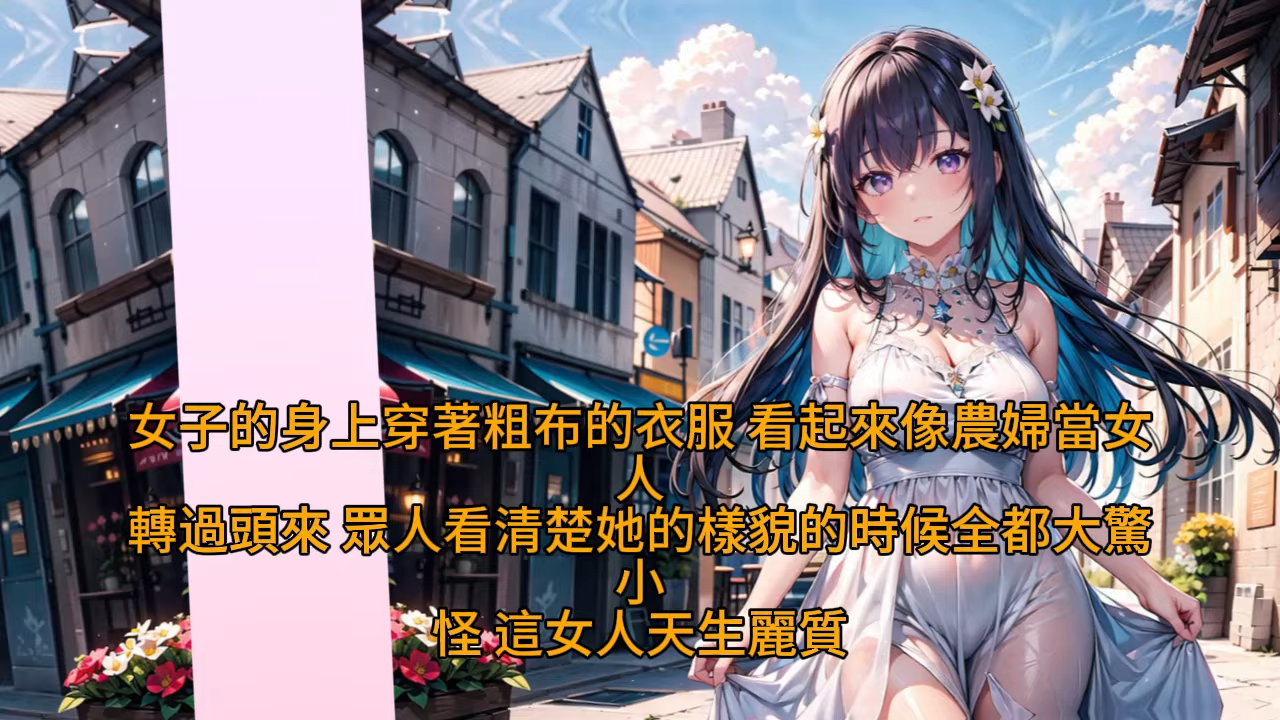 女子的身上穿著粗布的衣服 看起來像農婦當女
人
轉過頭來 眾人看清楚她的樣貌的時候全都大驚
小
怪 這女人天生麗質